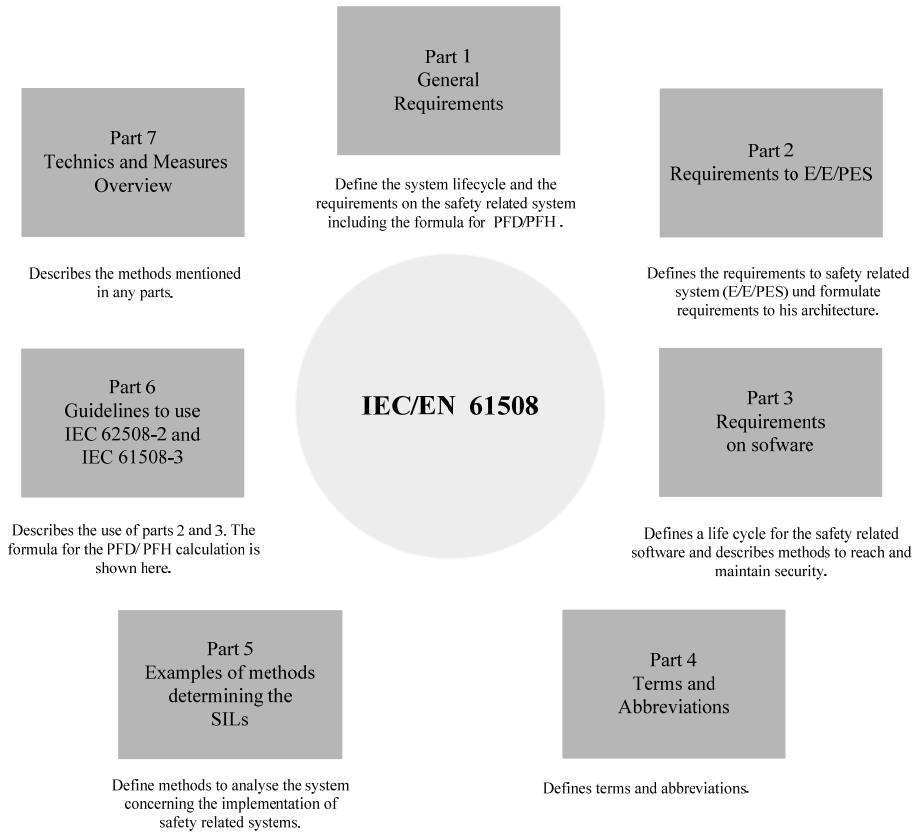 Part 1
General
Requirements
Define the system lifecycle and the
requirements on the safety related system
including the formula for PFD/PFH .
Part 2
Requirements to E/E/PES
Defines the requirements to safety related
system (E/E/PES) und formulate
requirements to his architecture.
Part 3
Requirements
on sofware
Defines a life cycle for the safety related
software and describes methods to reach and
maintain security.
Part 4
Terms and
Abbreviations
Defines terms and abbreviations.
Part 5
Examples of methods
determining the
SILs
Define methods to analyse the system
concerning the implementation of
safety related systems.
Part 6
Guidelines to use
IEC 62508-2 and
IEC 61508-3
Describes the use of parts 2 and 3. The
formula for the PFD/ PFH calculation is
shown here.
Part 7
Technics and Measures
Overview
Describes the methods mentioned
in any parts.
IEC/EN 61508